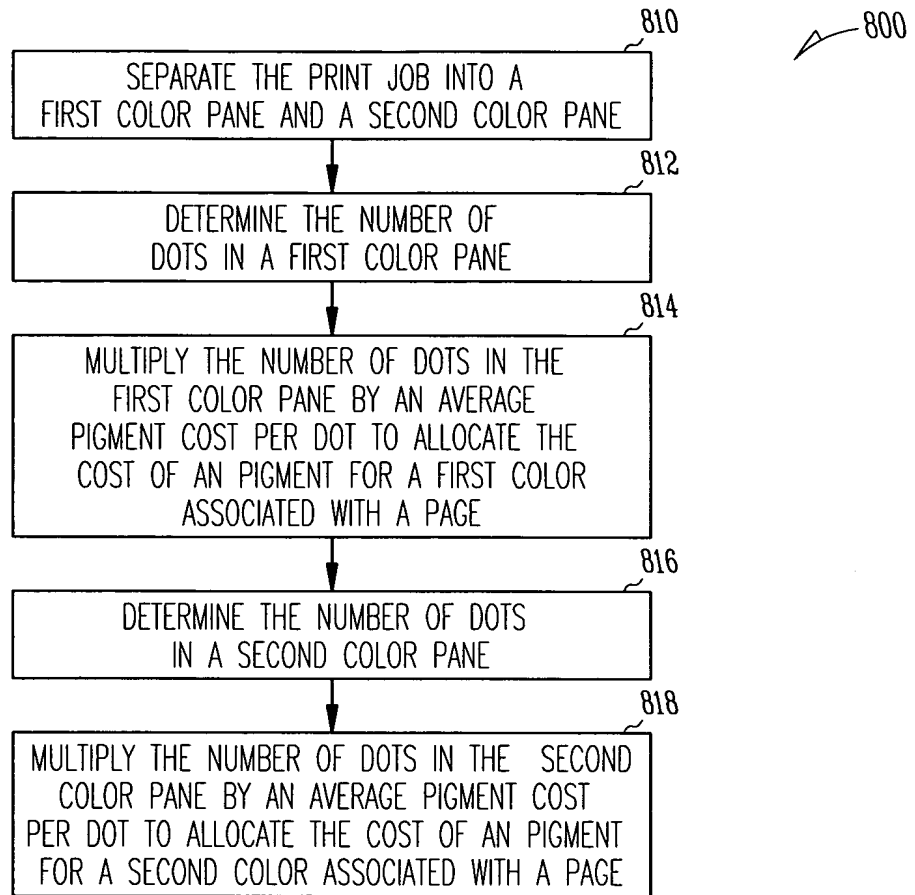 810
800
SEPARATE THE PRINT JOB INTO A
FIRST COLOR PANE AND A SECOND COLOR PANE
812
DETERMINE THE NUMBER OF
DOTS IN A FIRST COLOR PANE
814
MULTIPLY THE NUMBER OF DOTS IN THE
FIRST COLOR PANE BY AN AVERAGE
PIGMENT COST PER DOT TO ALLOCATE THE
COST OF AN PIGMENT FOR A FIRST COLOR
ASSOCIATED WITH A PAGE
816
DETERMINE THE NUMBER OF DOTS
IN A SECOND COLOR PANE
818
MULTIPLY THE NUMBER OF DOTS IN THE SECOND
COLOR PANE BY AN AVERAGE PIGMENT COST
PER DOT TO ALLOCATE THE COST OF AN PIGMENT
FOR A SECOND COLOR ASSOCIATED WITH A PAGE